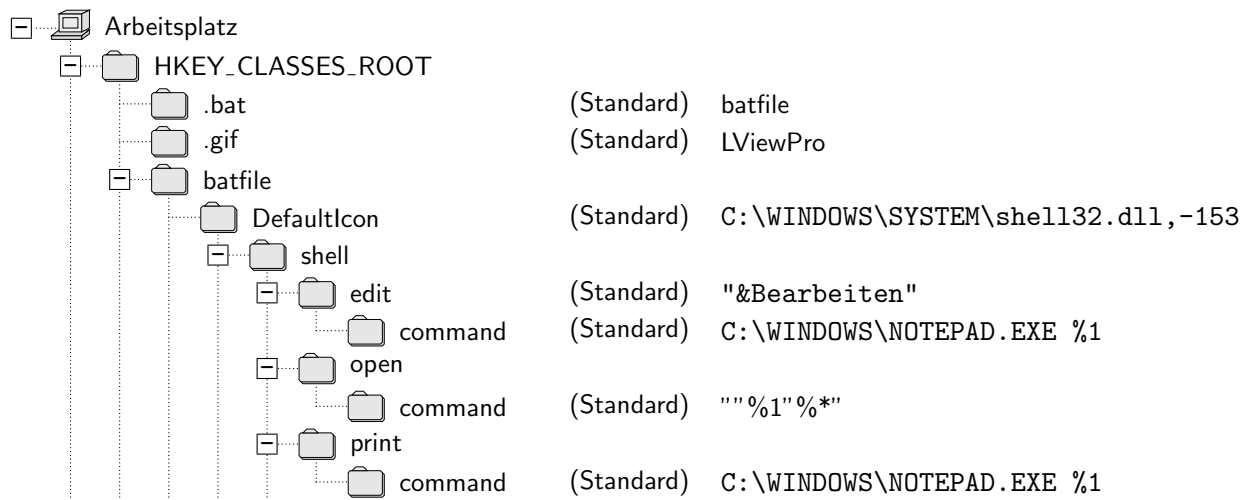 Arbeitsplatz
HKEY_CLASSES_ROOT
.bat (Standard) batfile
.gif (Standard) LViewPro
batfile
DefaultIcon (Standard) C:\WINDOWS\SYSTEM\shell32.dll,-153
shell
edit (Standard) "&Bearbeiten"
command (Standard) C:\WINDOWS\NOTEPAD.EXE %1
open
command (Standard) ””%1”%*”
print
command (Standard) C:\WINDOWS\NOTEPAD.EXE %1